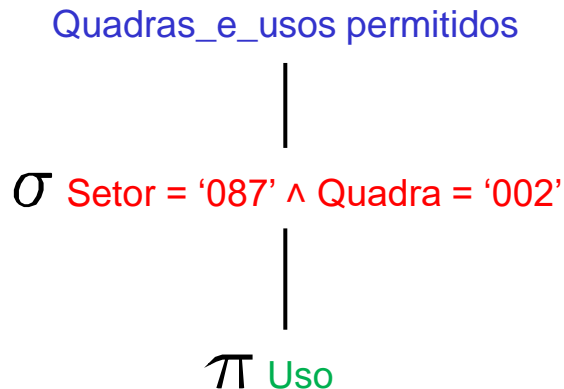 Quadras_e_usos permitidos
σ Setor = ‘087’ ∧ Quadra = ‘002’
π Uso